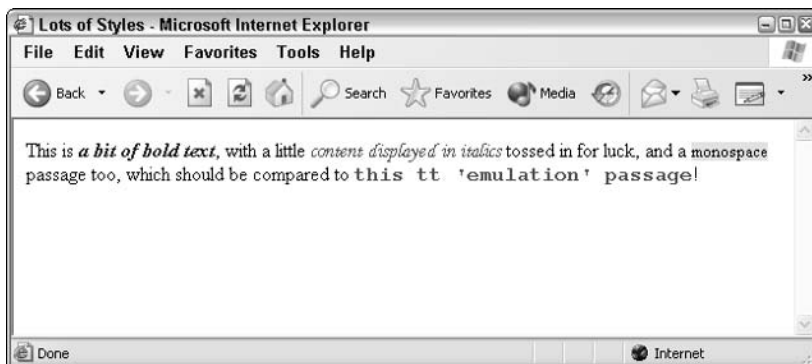 Lots of Styles - Microsoft Internet Explorer
File Edit View Favorites Tools Help
Back Search Favorites Media »
This is a bit of bold text, with a little content displayed in italics tossed in for luck, and a monospace
passage too, which should be compared to this tt 'emulation' passage!
Done Internet